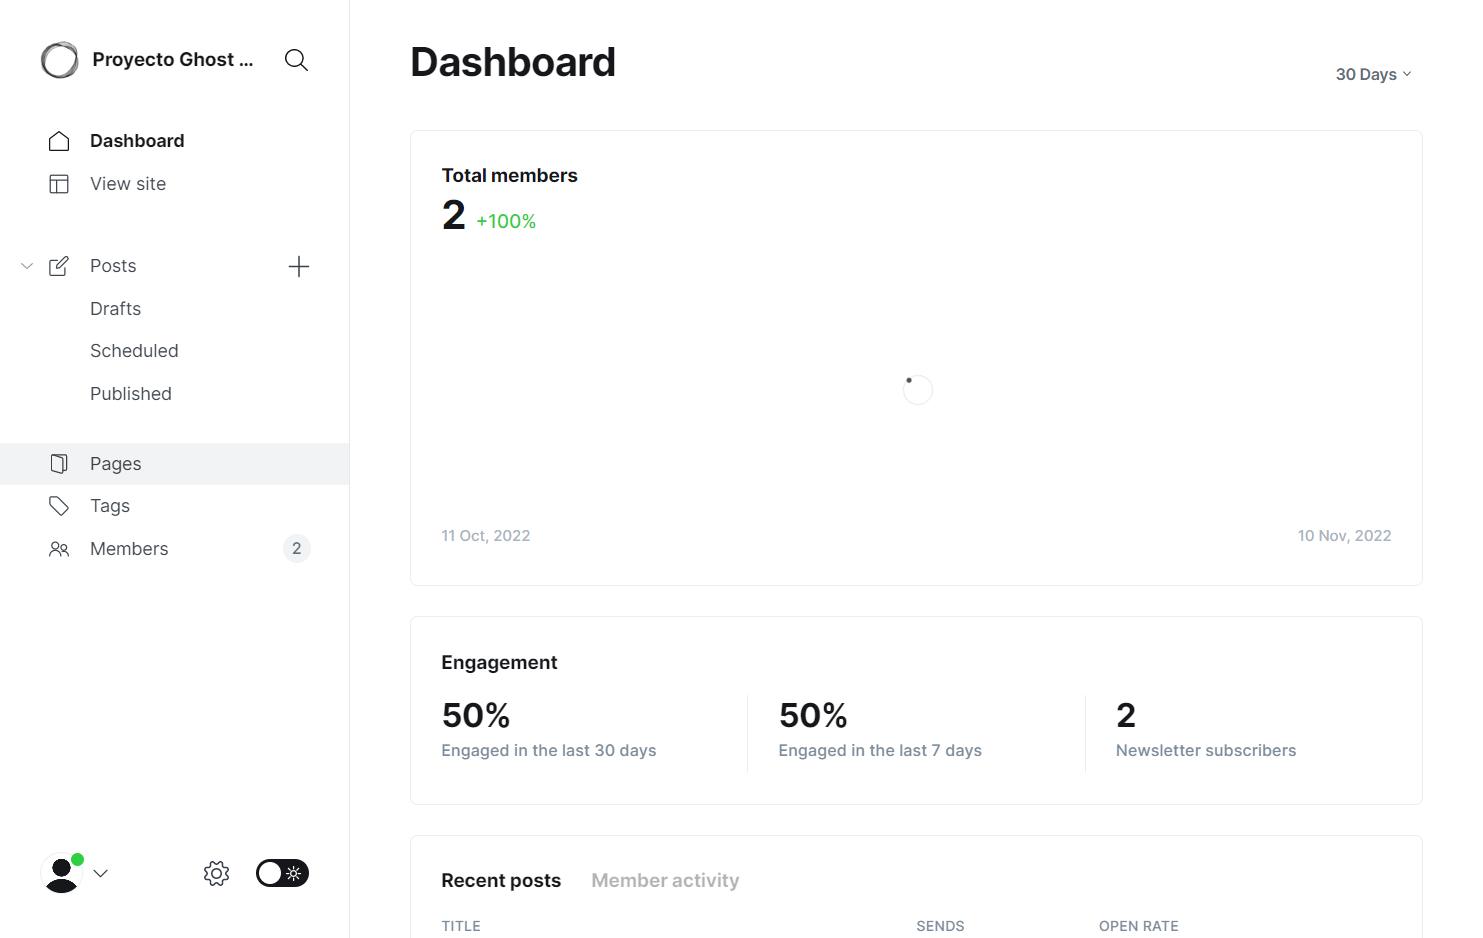 Proyecto Ghost ...
Dashboard
View site
Posts
Drafts
Scheduled
Published
Pages
Tags
Members 2
Dashboard
30 Days
Total members
2 +100%
11 Oct, 2022 10 Nov, 2022
Engagement
50% 50% 2
Engaged in the last 30 days Engaged in the last 7 days Newsletter subscribers
Recent posts Member activity
TITLE SENDS OPEN RATE